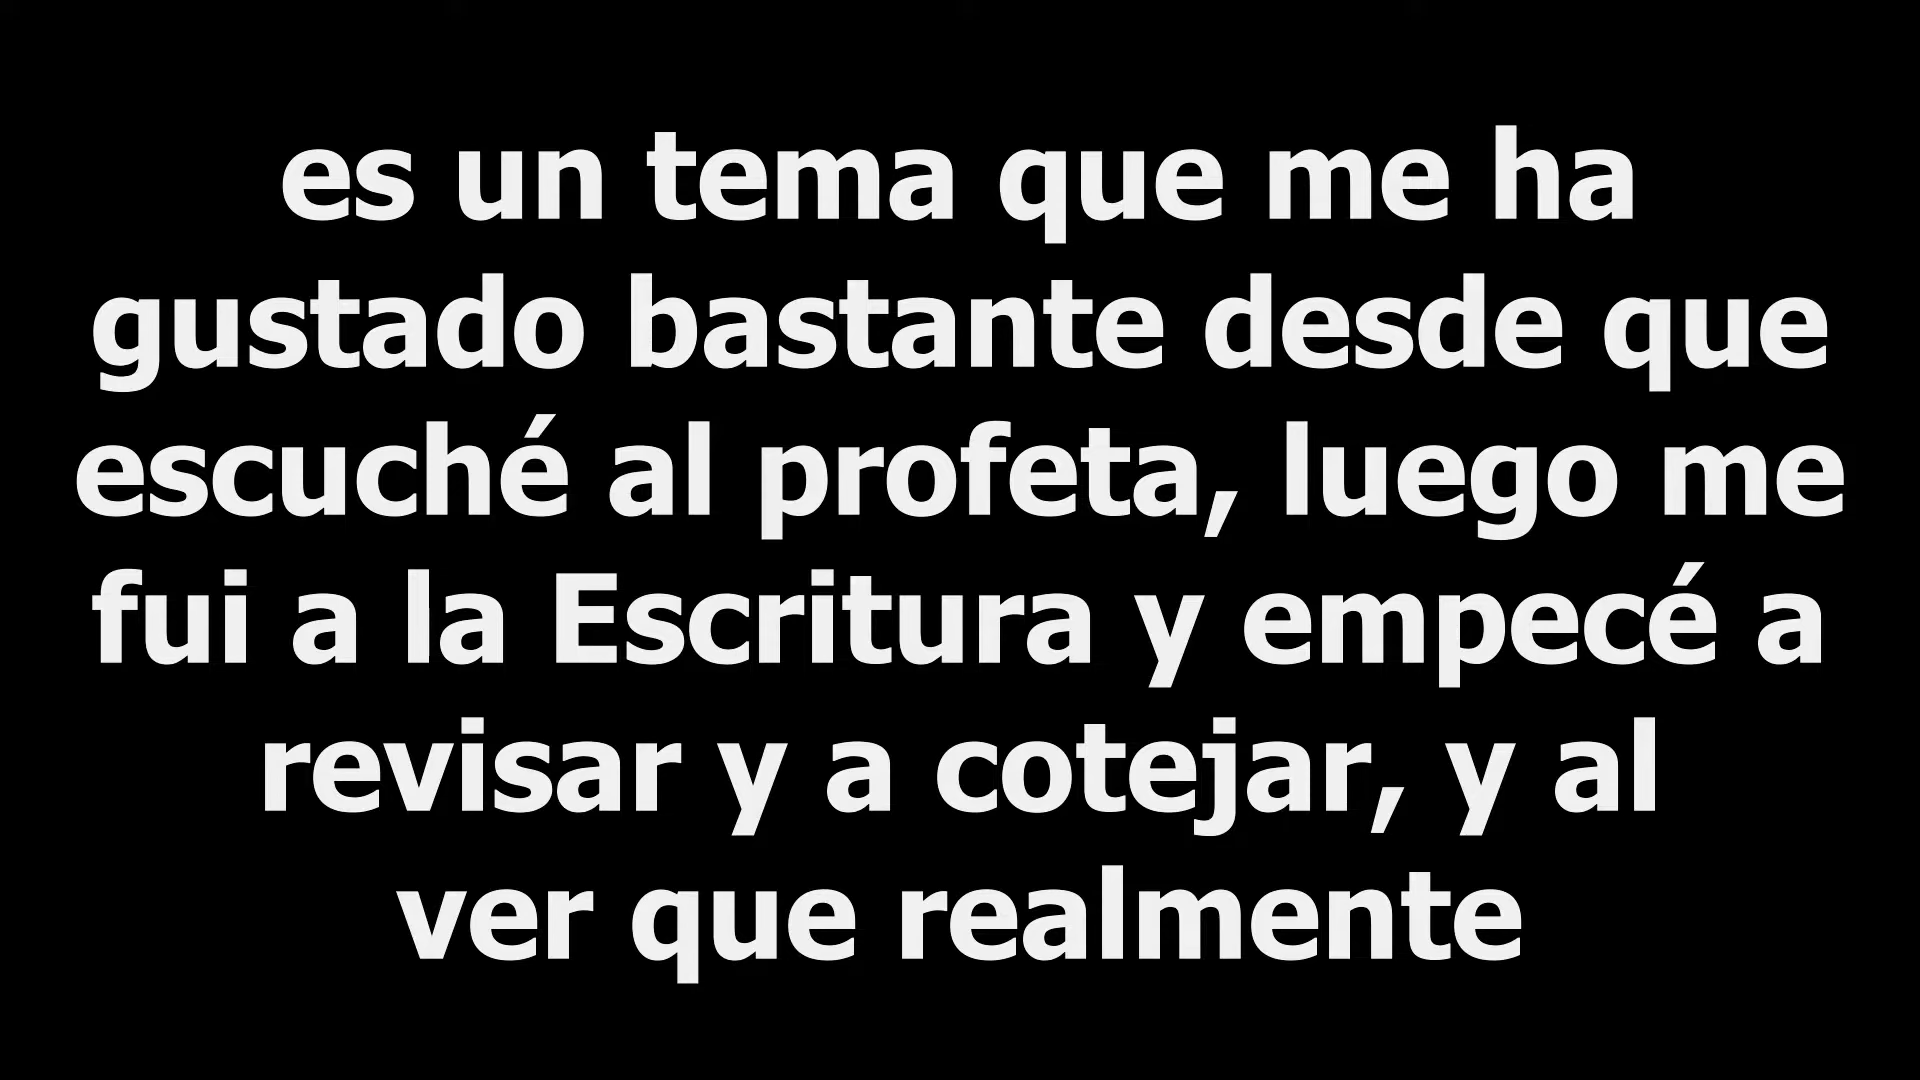 es un tema que me ha
gustado bastante desde que
escuché al profeta, luego me
fui a la Escritura y empecé a
revisar y a cotejar, y al
ver que realmente